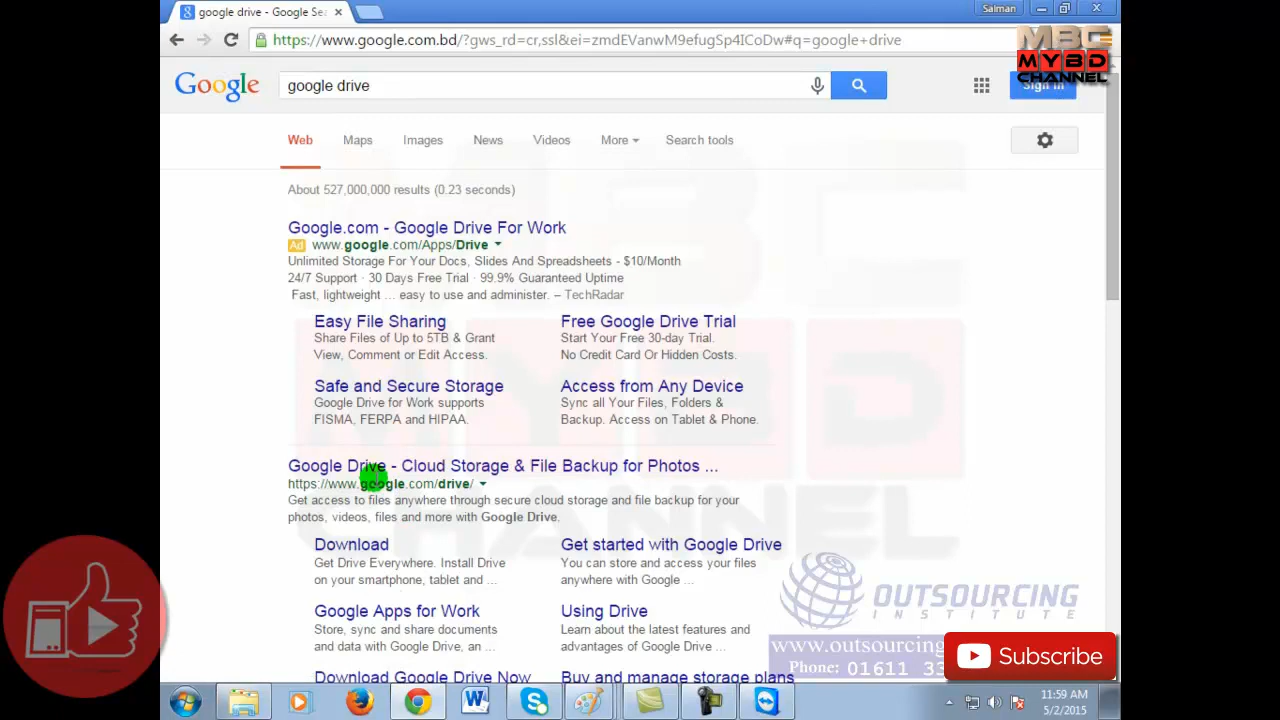 google drive - Google Se
Salman
https://www.google.com.bd/?gws_rd=cr,ssl&ei=zmdEVanwM9efugSp4ICoDw#q=google+drive
MBC
MYBD
CHANNEL
Google
google drive
Sign in
Web Maps Images News Videos More Search tools
About 527,000,000 results (0.23 seconds)
Google.com - Google Drive For Work
Ad www.google.com/Apps/Drive
Unlimited Storage For Your Docs, Slides And Spreadsheets - $10/Month
24/7 Support · 30 Days Free Trial · 99.9% Guaranteed Uptime
Fast, lightweight ... easy to use and administer. – TechRadar
Easy File Sharing
Share Files of Up to 5TB & Grant
View, Comment or Edit Access.
Free Google Drive Trial
Start Your Free 30-day Trial.
No Credit Card Or Hidden Costs.
Safe and Secure Storage
Google Drive for Work supports
FISMA, FERPA and HIPAA.
Access from Any Device
Sync all Your Files, Folders &
Backup. Access on Tablet & Phone.
Google Drive - Cloud Storage & File Backup for Photos ...
https://www.google.com/drive/
Get access to files anywhere through secure cloud storage and file backup for your
photos, videos, files and more with Google Drive.
Download
Get Drive Everywhere. Install Drive
on your smartphone, tablet and ...
Get started with Google Drive
You can store and access your files
anywhere with Google ...
Google Apps for Work
Store, sync and share documents
and data with Google Drive, an ...
Using Drive
Learn about the latest features and
advantages of Google Drive ...
Download Google Drive Now
Buy and manage storage plans
MBC
MYBD
CHANNEL
OUTSOURCING
INSTITUTE
www.outsourcing
Phone: 01611 33
Subscribe
11:59 AM
5/2/2015